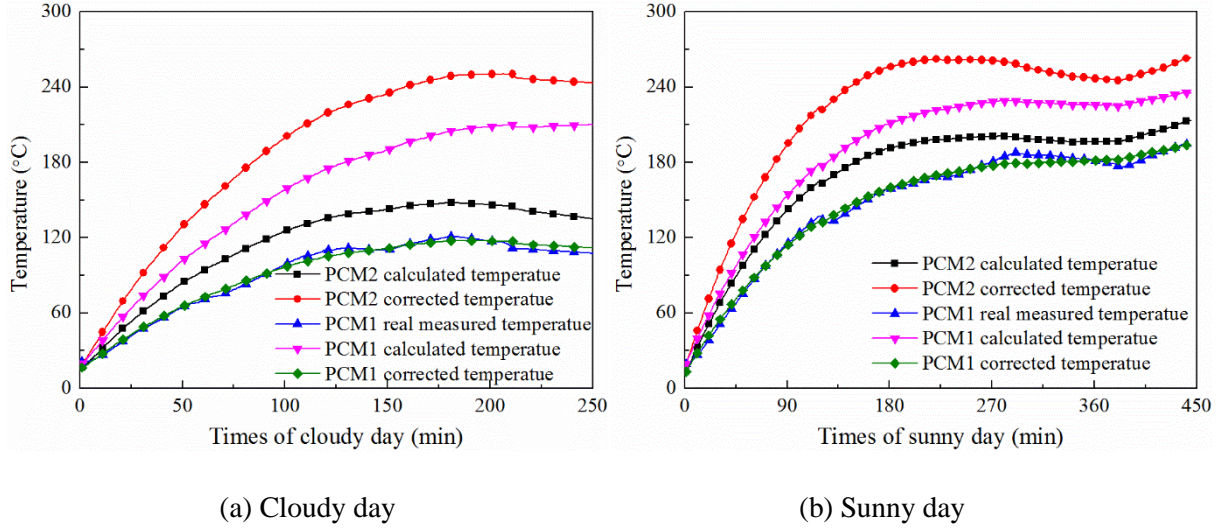 300
240
180
120
60
0
Temperature (°C)
PCM2 calculated temperatue
PCM2 corrected temperatue
PCM1 real measured temperatue
PCM1 calculated temperatue
PCM1 corrected temperatue
0 50 100 150 200 250
Times of cloudy day (min)
(a) Cloudy day
300
240
180
120
60
0
Temperature (°C)
PCM2 calculated temperatue
PCM2 corrected temperatue
PCM1 real measured temperatue
PCM1 calculated temperatue
PCM1 corrected temperatue
0 90 180 270 360 450
Times of sunny day (min)
(b) Sunny day